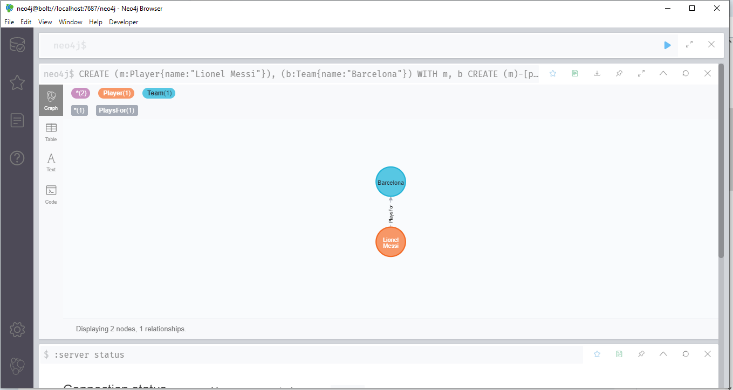 neo4j@bolt://localhost:7687/neo4j - Neo4j Browser
File Edit View Window Help Developer
neo4j$
neo4j$ CREATE (m:Player{name:"Lionel Messi"}), (b:Team{name:"Barcelona"}) WITH m, b CREATE (m)-[p…
*(2) Player(1) Team(1)
*(1) PlaysFor(1)
Graph
Table
Text
Code
Barcelona
PlaysFor
Lionel
Messi
Displaying 2 nodes, 1 relationships.
$ :server status
Connection status